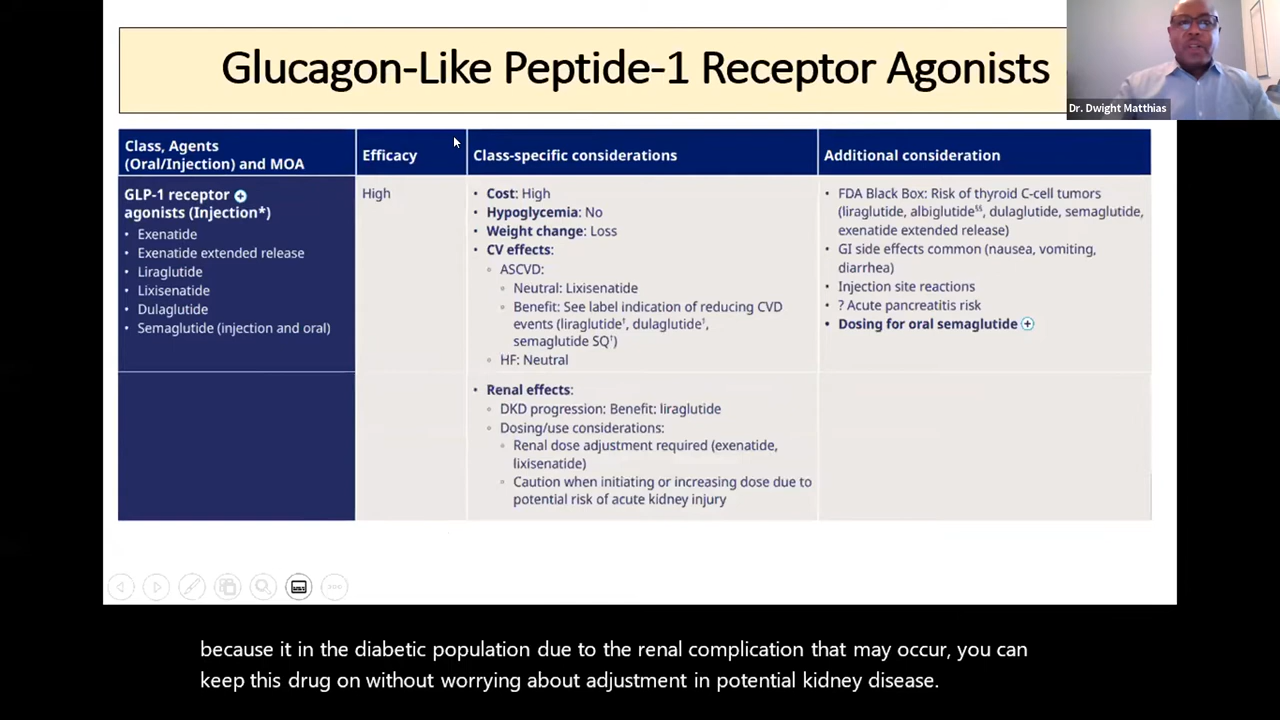 Glucagon-Like Peptide-1 Receptor Agonists
Dr. Dwight Matthias
Class, Agents
(Oral/Injection) and MOA
Efficacy
Class-specific considerations
Additional consideration
GLP-1 receptor
agonists (Injection*)
• Exenatide
• Exenatide extended release
• Liraglutide
• Lixisenatide
• Dulaglutide
• Semaglutide (injection and oral)
High
• Cost: High
• Hypoglycemia: No
• Weight change: Loss
• CV effects:
◦ ASCVD:
◦ Neutral: Lixisenatide
◦ Benefit: See label indication of reducing CVD
events (liraglutide†, dulaglutide†,
semaglutide SQ†)
◦ HF: Neutral
• Renal effects:
◦ DKD progression: Benefit: liraglutide
◦ Dosing/use considerations:
◦ Renal dose adjustment required (exenatide,
lixisenatide)
◦ Caution when initiating or increasing dose due to
potential risk of acute kidney injury
• FDA Black Box: Risk of thyroid C-cell tumors
(liraglutide, albiglutide§§, dulaglutide, semaglutide,
exenatide extended release)
• GI side effects common (nausea, vomiting,
diarrhea)
• Injection site reactions
• ? Acute pancreatitis risk
• Dosing for oral semaglutide
because it in the diabetic population due to the renal complication that may occur, you can
keep this drug on without worrying about adjustment in potential kidney disease.